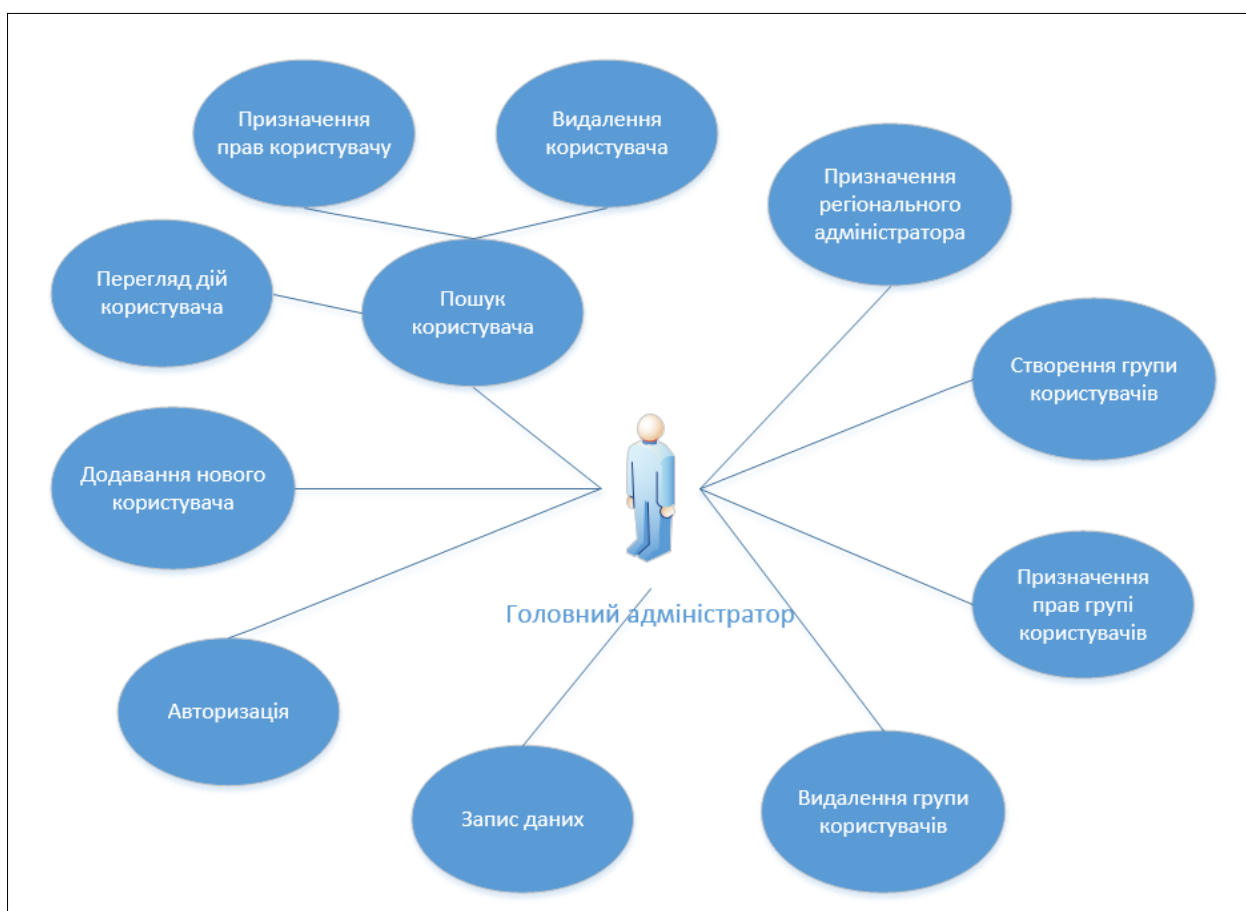 Призначення
прав користувачу
Видалення
користувача
Призначення
регіонального
адміністратора
Перегляд дій
користувача
Пошук
користувача
Створення групи
користувачів
Додавання нового
користувача
Призначення
прав групі
користувачів
Головний адміністратор
Авторизація
Запис даних
Видалення групи
користувачів